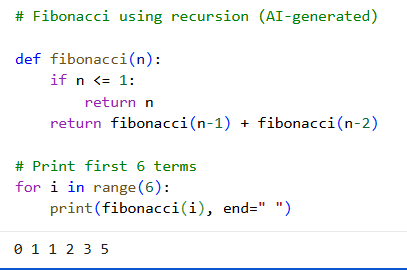 # Fibonacci using recursion (AI-generated)
def fibonacci(n):
    if n <= 1:
        return n
    return fibonacci(n-1) + fibonacci(n-2)
# Print first 6 terms
for i in range(6):
    print(fibonacci(i), end=" ")
0 1 1 2 3 5